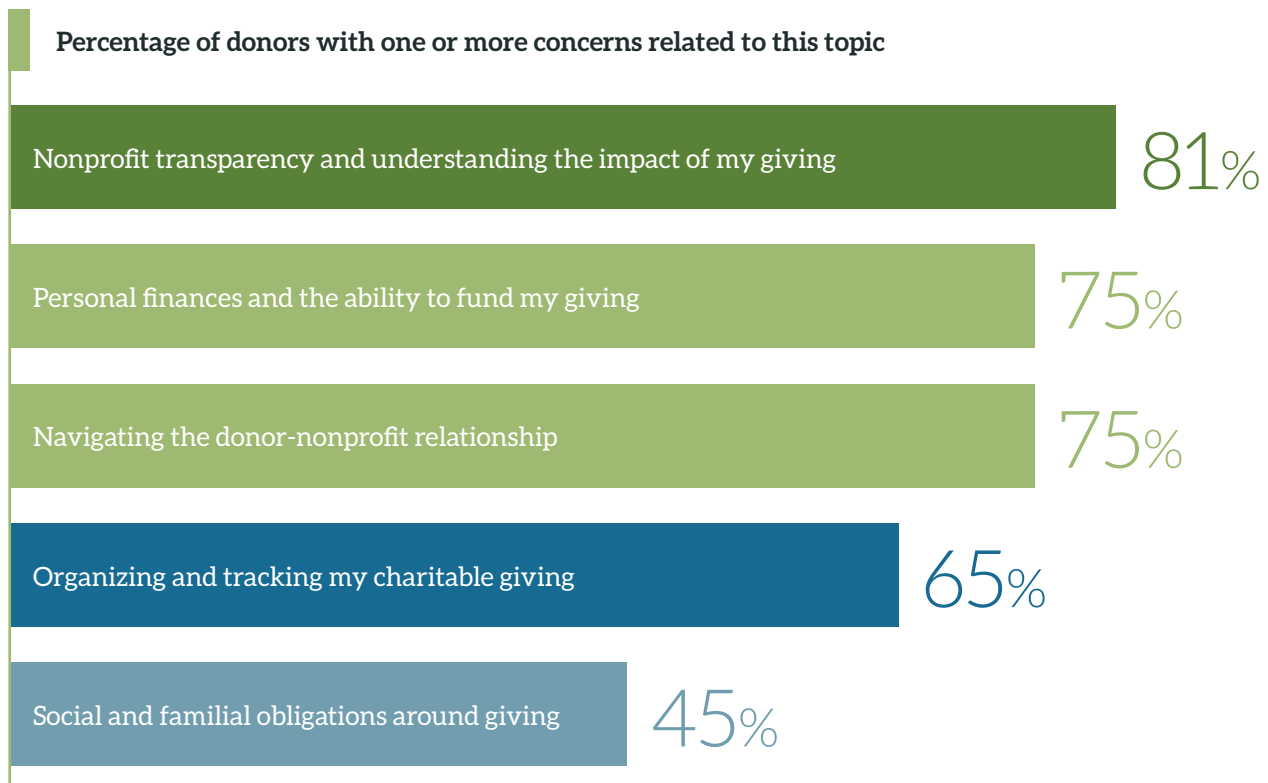 Percentage of donors with one or more concerns related to this topic
Nonprofit transparency and understanding the impact of my giving
81%
Personal finances and the ability to fund my giving
75%
Navigating the donor-nonprofit relationship
75%
Organizing and tracking my charitable giving
65%
Social and familial obligations around giving
45%